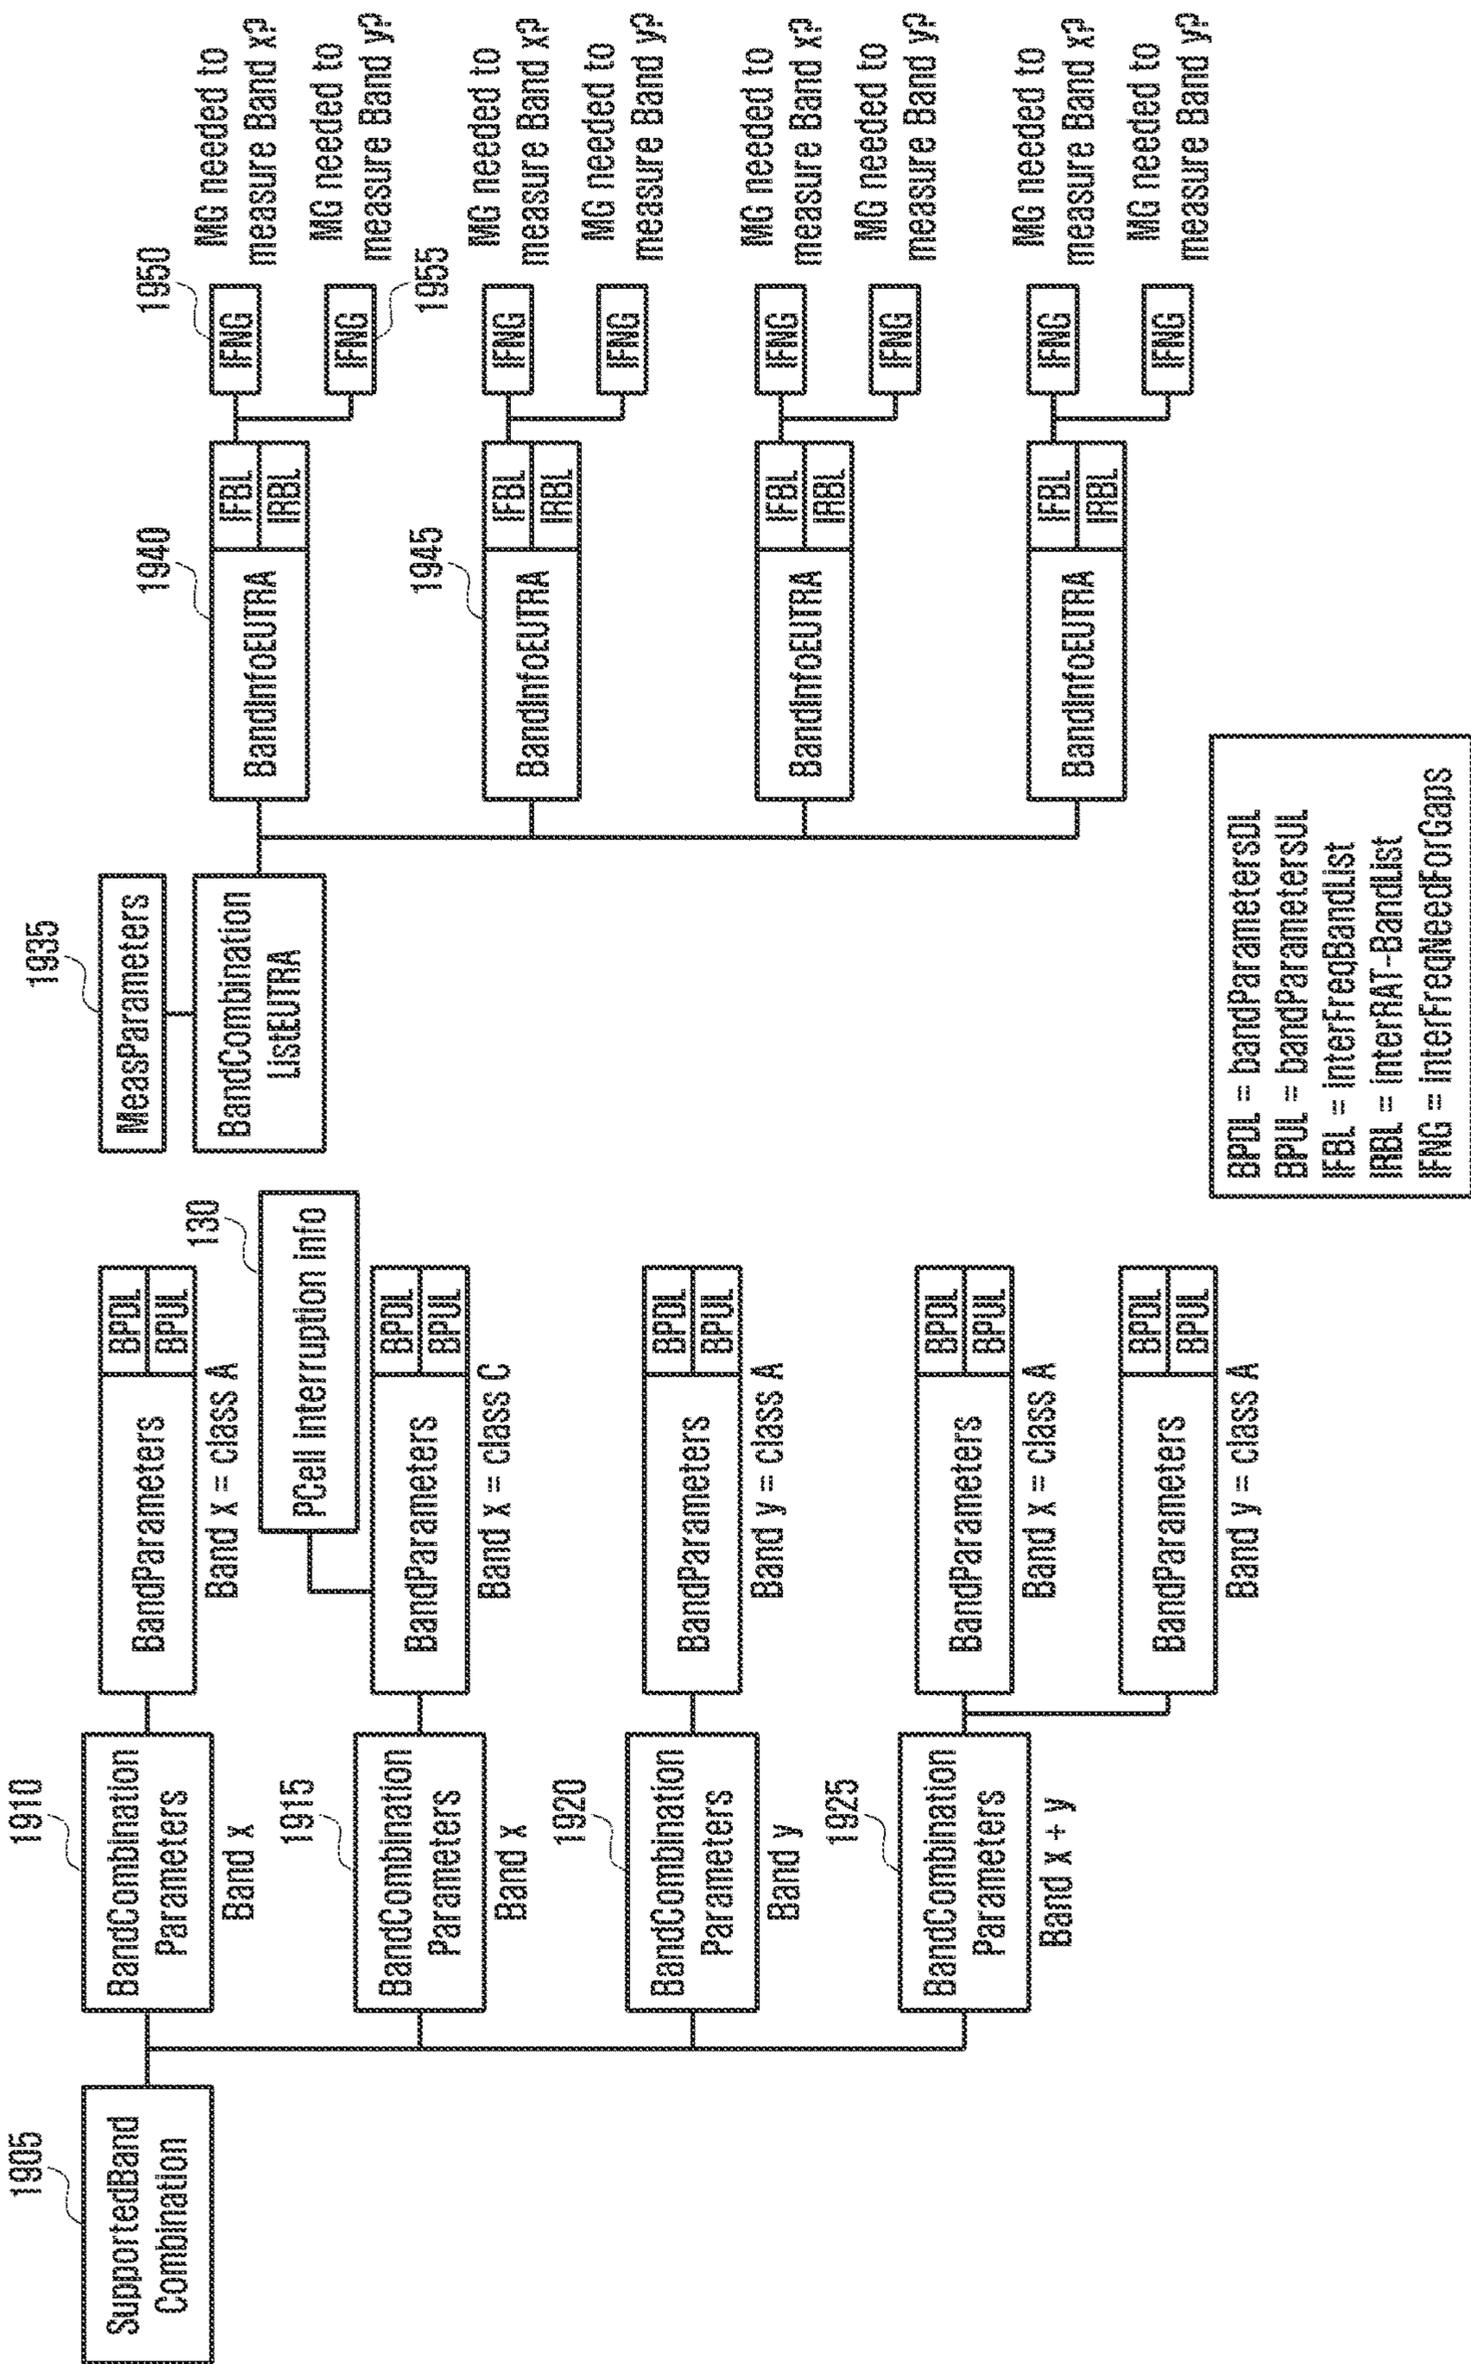 1905
SupportedBand
Combination
1910
BandCombination
Parameters
Band x
BandParameters
BPDL
BPUL
Band x = class A
1915
BandCombination
Parameters
Band x
130
PCell interruption info
BandParameters
BPDL
BPUL
Band x = class C
1920
BandCombination
Parameters
Band y
BandParameters
BPDL
BPUL
Band y = class A
1925
BandCombination
Parameters
Band x + y
BandParameters
BPDL
BPUL
Band x = class A
BandParameters
BPDL
BPUL
Band y = class A
1935
MeasParameters
BandCombination
ListEUTRA
1940
BandInfoEUTRA
IFBL
IRBL
1950
IFNG
MG needed to
measure Band x?
IFNG
1955
MG needed to
measure Band y?
1945
BandInfoEUTRA
IFBL
IRBL
IFNG
MG needed to
measure Band x?
IFNG
MG needed to
measure Band y?
BandInfoEUTRA
IFBL
IRBL
IFNG
MG needed to
measure Band x?
IFNG
MG needed to
measure Band y?
BandInfoEUTRA
IFBL
IRBL
IFNG
MG needed to
measure Band x?
IFNG
MG needed to
measure Band y?
BPDL = bandParametersDL
BPUL = bandParametersUL
IFBL = interFreqBandList
IRBL = interRAT-BandList
IFNG = interFreqNeedForGaps